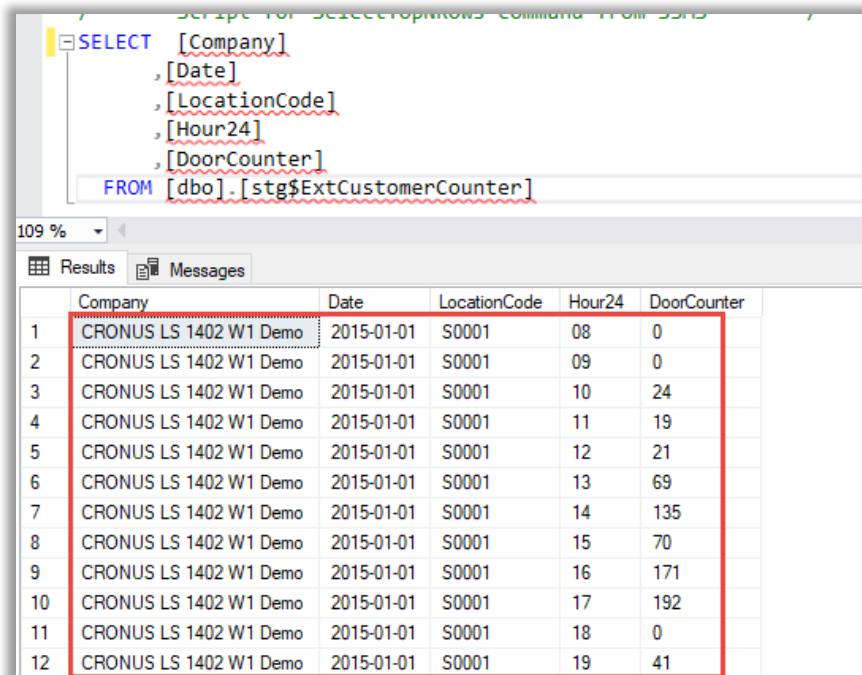 SELECT [Company]
,[Date]
,[LocationCode]
,[Hour24]
,[DoorCounter]
FROM [dbo].[stg$ExtCustomerCounter]
109 %
Results Messages
Company Date LocationCode Hour24 DoorCounter
1 CRONUS LS 1402 W1 Demo 2015-01-01 S0001 08 0
2 CRONUS LS 1402 W1 Demo 2015-01-01 S0001 09 0
3 CRONUS LS 1402 W1 Demo 2015-01-01 S0001 10 24
4 CRONUS LS 1402 W1 Demo 2015-01-01 S0001 11 19
5 CRONUS LS 1402 W1 Demo 2015-01-01 S0001 12 21
6 CRONUS LS 1402 W1 Demo 2015-01-01 S0001 13 69
7 CRONUS LS 1402 W1 Demo 2015-01-01 S0001 14 135
8 CRONUS LS 1402 W1 Demo 2015-01-01 S0001 15 70
9 CRONUS LS 1402 W1 Demo 2015-01-01 S0001 16 171
10 CRONUS LS 1402 W1 Demo 2015-01-01 S0001 17 192
11 CRONUS LS 1402 W1 Demo 2015-01-01 S0001 18 0
12 CRONUS LS 1402 W1 Demo 2015-01-01 S0001 19 41